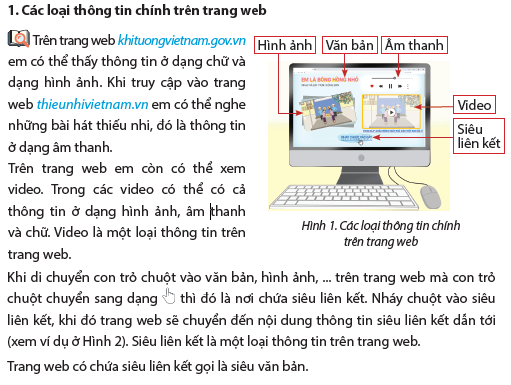 1. Các loại thông tin chính trên trang web
Trên trang web khituongvietnam.gov.vn
em có thể thấy thông tin ở dạng chữ và
dạng hình ảnh. Khi truy cập vào trang
web thieunhivietnam.vn em có thể nghe
những bài hát thiếu nhi, đó là thông tin
ở dạng âm thanh.
Trên trang web em còn có thể xem
video. Trong các video có thể có cả
thông tin ở dạng hình ảnh, âm thanh
và chữ. Video là một loại thông tin trên
trang web.
Hình ảnh
Văn bản
Âm thanh
EM LÀ BÔNG HỒNG NHỎ
Video
Siêu
liên kết
Hình 1. Các loại thông tin chính
trên trang web
Khi di chuyển con trỏ chuột vào văn bản, hình ảnh, ... trên trang web mà con trỏ
chuột chuyển sang dạng thì đó là nơi chứa siêu liên kết. Nháy chuột vào siêu
liên kết, khi đó trang web sẽ chuyển đến nội dung thông tin siêu liên kết dẫn tới
(xem ví dụ ở Hình 2). Siêu liên kết là một loại thông tin trên trang web.
Trang web có chứa siêu liên kết gọi là siêu văn bản.